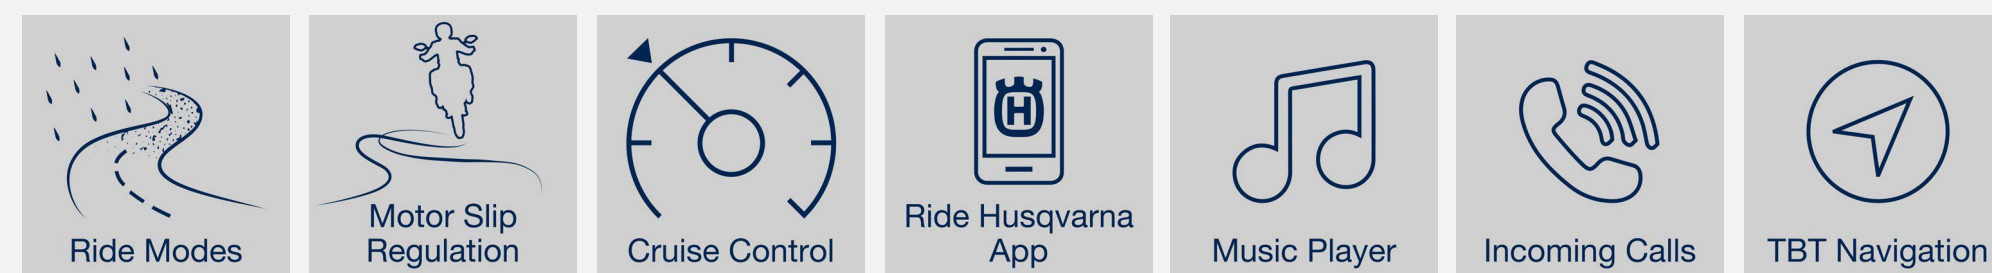 Ride Modes
Motor Slip
Regulation
Cruise Control
H
Ride Husqvarna
App
Music Player
Incoming Calls
TBT Navigation